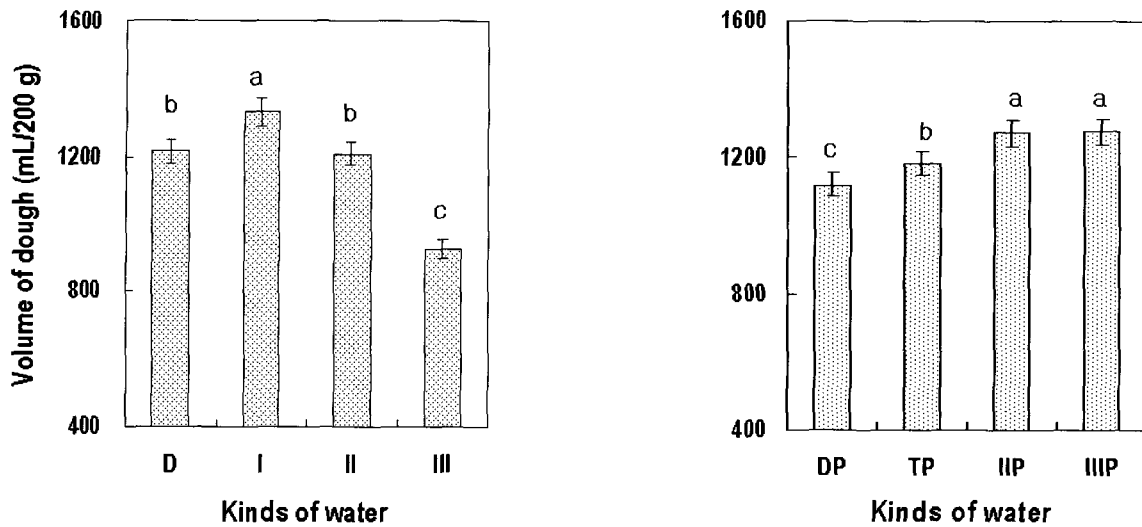 1600
1200
800
400
Volume of dough (mL/200 g)
b
a
b
c
D I II III
Kinds of water
1600
1200
800
400
c
b
a
a
DP TP IIP IIIP
Kinds of water